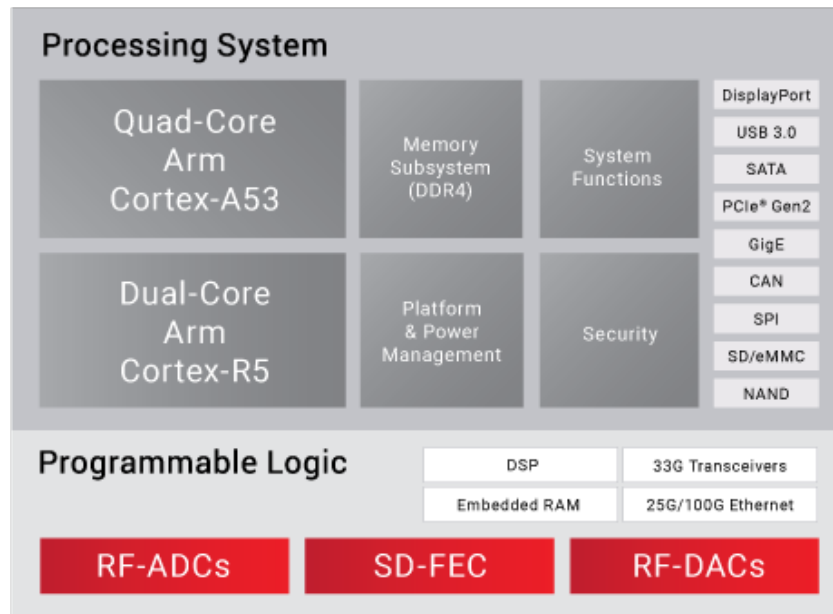 Processing System
Quad-Core
Arm
Cortex-A53
Memory
Subsystem
(DDR4)
System
Functions
DisplayPort
USB 3.0
SATA
PCIe® Gen2
GigE
CAN
SPI
SD/eMMC
NAND
Dual-Core
Arm
Cortex-R5
Platform
& Power
Management
Security
Programmable Logic
DSP
33G Transceivers
Embedded RAM
25G/100G Ethernet
RF-ADCs
SD-FEC
RF-DACs